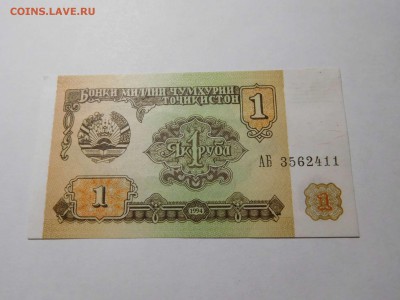 COINS.LAVE.RU
БОНКИ МИЛЛИИ ҶУМҲУРИИ
ТОҶИКИСТОН
1
1
ЯК РУБЛ
АБ 3562411
1
1994
1